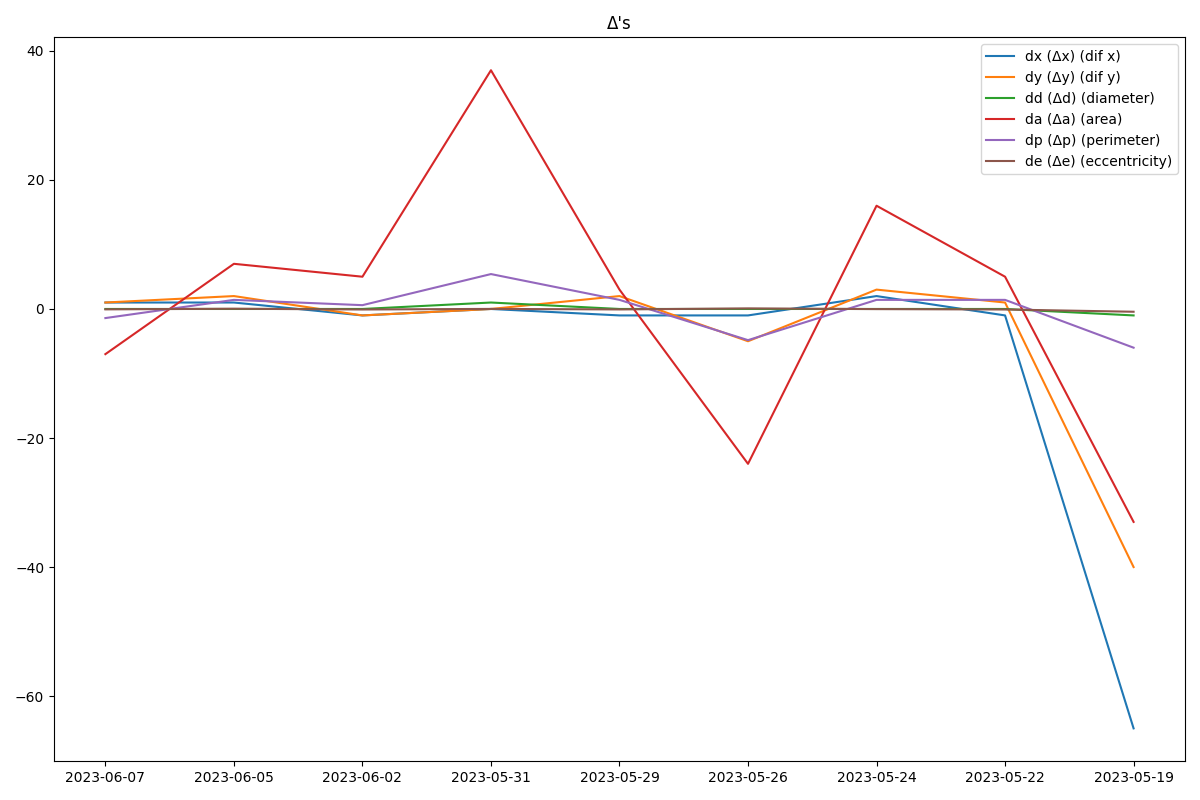 Δ's
dx (Δx) (dif x)
dy (Δy) (dif y)
dd (Δd) (diameter)
da (Δa) (area)
dp (Δp) (perimeter)
de (Δe) (eccentricity)
40
20
0
−20
−40
−60
2023-06-07 2023-06-05 2023-06-02 2023-05-31 2023-05-29 2023-05-26 2023-05-24 2023-05-22 2023-05-19